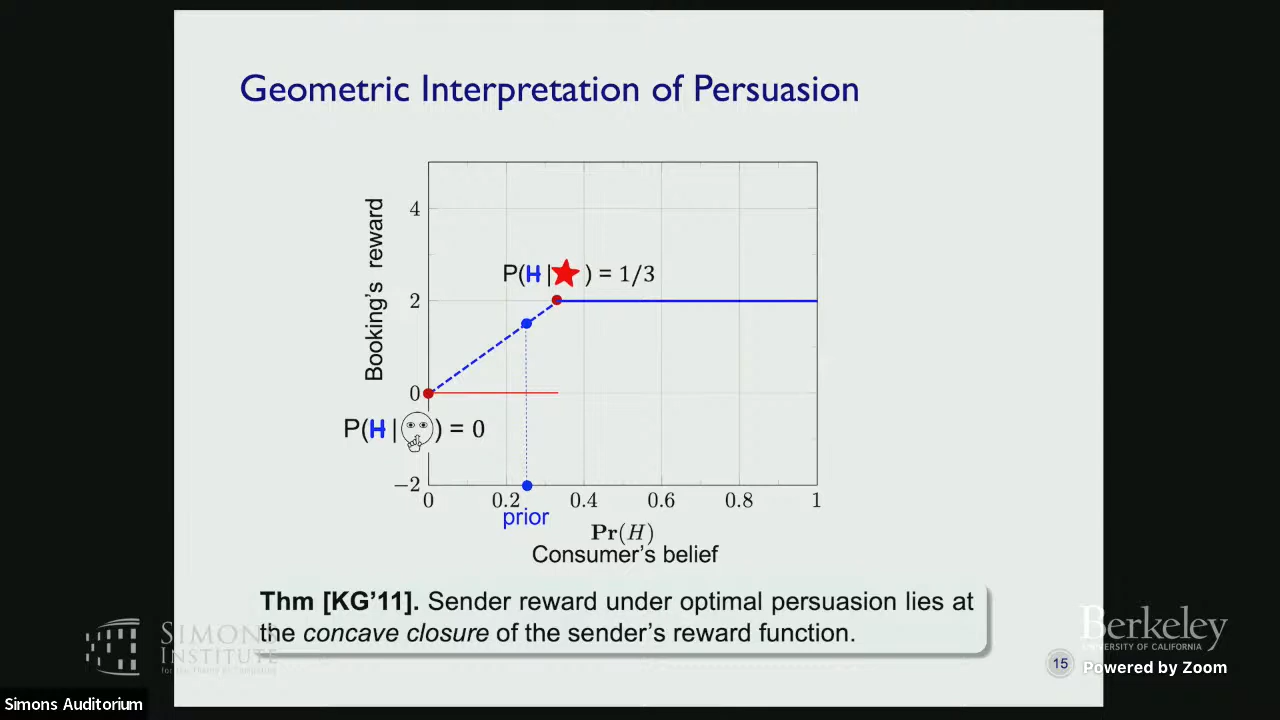 Geometric Interpretation of Persuasion
Booking's reward
4
2
0
−2
P(H | ) = 1/3
P(H | ) = 0
0
0.2
0.4
0.6
0.8
1
prior
Pr(H)
Consumer's belief
Thm [KG'11]. Sender reward under optimal persuasion lies at
the concave closure of the sender's reward function.
SIMONS
INSTITUTE
Berkeley
UNIVERSITY OF CALIFORNIA
15
Powered by Zoom
Simons Auditorium